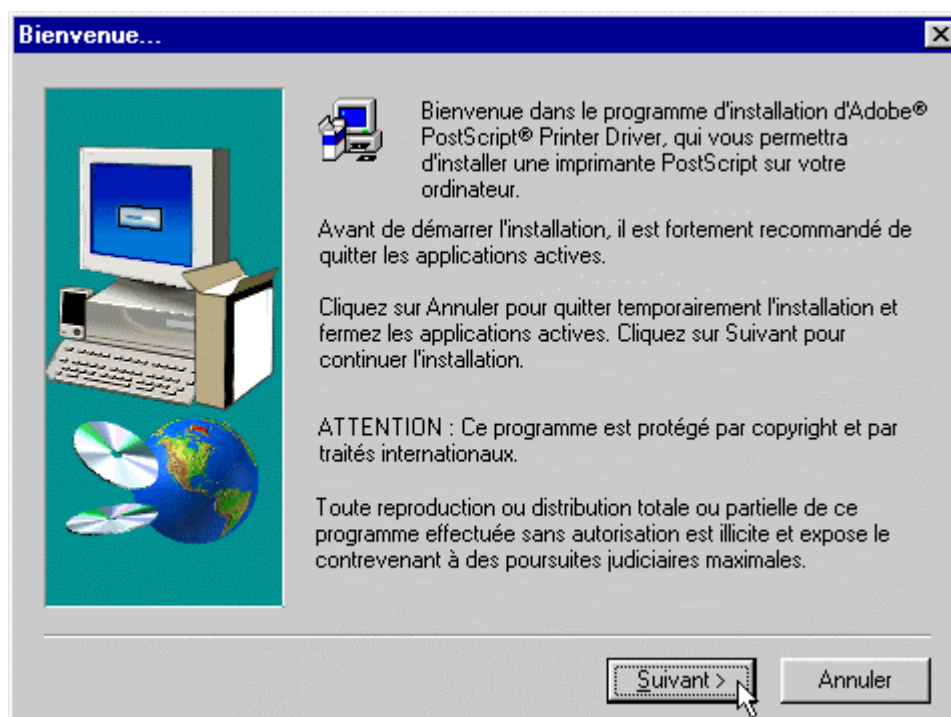 Bienvenue...
Bienvenue dans le programme d'installation d'Adobe®
PostScript® Printer Driver, qui vous permettra
d'installer une imprimante PostScript sur votre
ordinateur.
Avant de démarrer l'installation, il est fortement recommandé de
quitter les applications actives.
Cliquez sur Annuler pour quitter temporairement l'installation et
fermez les applications actives. Cliquez sur Suivant pour
continuer l'installation.
ATTENTION : Ce programme est protégé par copyright et par
traités internationaux.
Toute reproduction ou distribution totale ou partielle de ce
programme effectuée sans autorisation est illicite et expose le
contrevenant à des poursuites judiciaires maximales.
Suivant >
Annuler